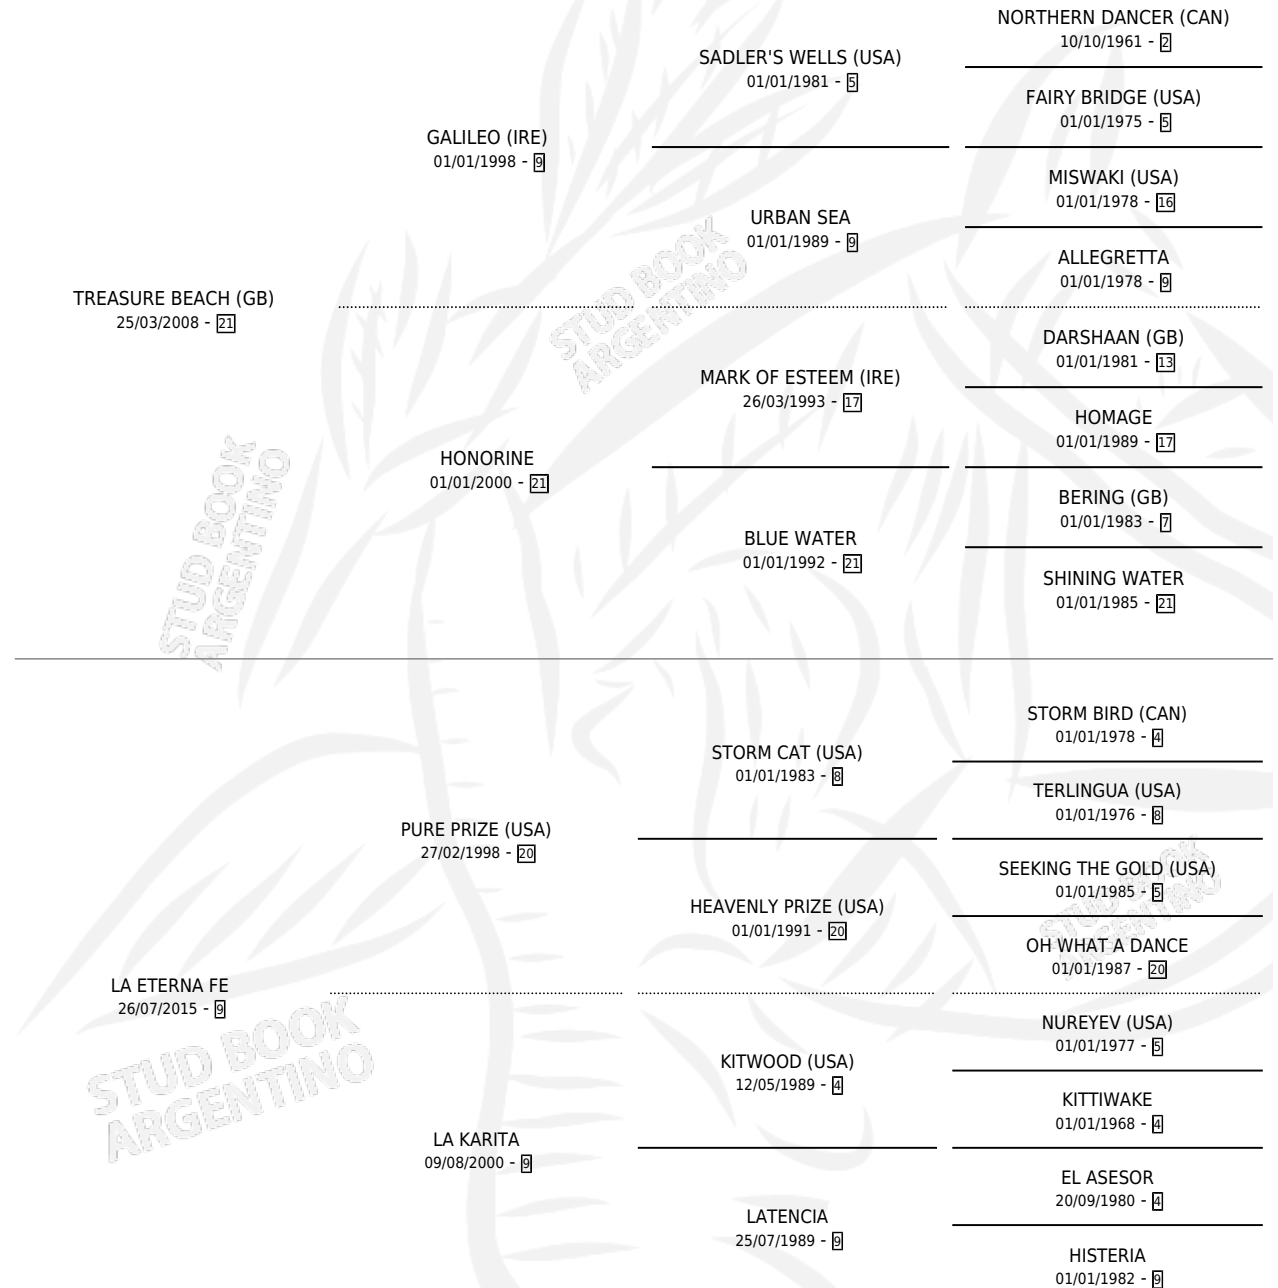 NORTHERN DANCER (CAN)
10/10/1961 - 2
SADLER'S WELLS (USA)
01/01/1981 - 5
FAIRY BRIDGE (USA)
01/01/1975 - 5
GALILEO (IRE)
01/01/1998 - 9
MISWAKI (USA)
01/01/1978 - 16
URBAN SEA
01/01/1989 - 9
ALLEGRETTA
01/01/1978 - 9
TREASURE BEACH (GB)
25/03/2008 - 21
DARSHAAN (GB)
01/01/1981 - 13
MARK OF ESTEEM (IRE)
26/03/1993 - 17
HOMAGE
01/01/1989 - 17
HONORINE
01/01/2000 - 21
BERING (GB)
01/01/1983 - 7
BLUE WATER
01/01/1992 - 21
SHINING WATER
01/01/1985 - 21
STORM BIRD (CAN)
01/01/1978 - 4
STORM CAT (USA)
01/01/1983 - 8
TERLINGUA (USA)
01/01/1976 - 8
PURE PRIZE (USA)
27/02/1998 - 20
SEEKING THE GOLD (USA)
01/01/1985 - 5
HEAVENLY PRIZE (USA)
01/01/1991 - 20
OH WHAT A DANCE
01/01/1987 - 20
LA ETERNA FE
26/07/2015 - 9
NUREYEV (USA)
01/01/1977 - 5
KITWOOD (USA)
12/05/1989 - 4
KITTIWAKE
01/01/1968 - 4
LA KARITA
09/08/2000 - 9
EL ASESOR
20/09/1980 - 4
LATENCIA
25/07/1989 - 9
HISTERIA
01/01/1982 - 9
STUD BOOK
ARGENTINO
STUD BOOK
ARGENTINO
STUD BOOK
ARGENTINO
STUD BOOK
ARGENTINO